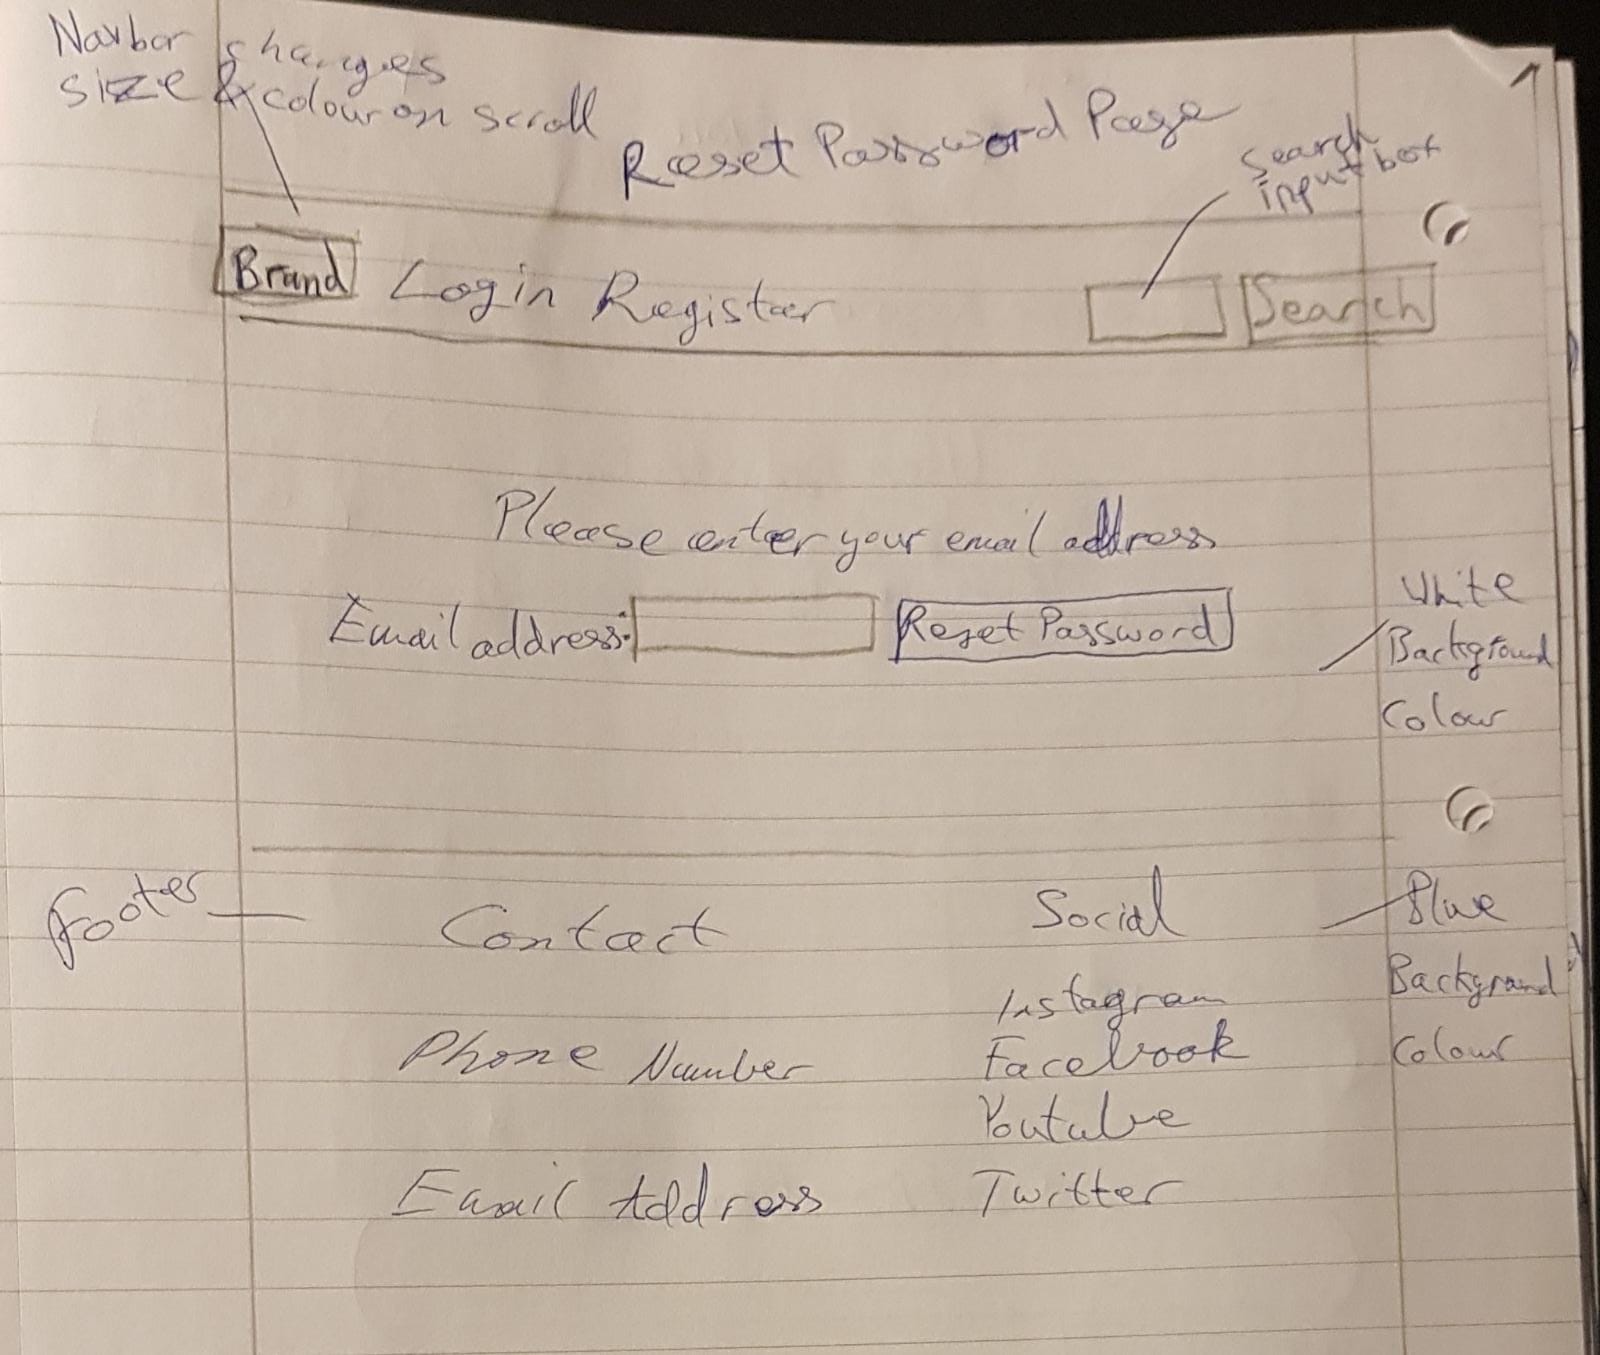 Navbar changes
size & colour on scroll
Reset Password Page
Search
input box
Brand Login Register Search
Please enter your email address
Email address: Reset Password
White
Background
Colour
Footer
Contact Social
Blue
Background
Colour
Instagram
Phone Number Facebook
Youtube
Email Address Twitter